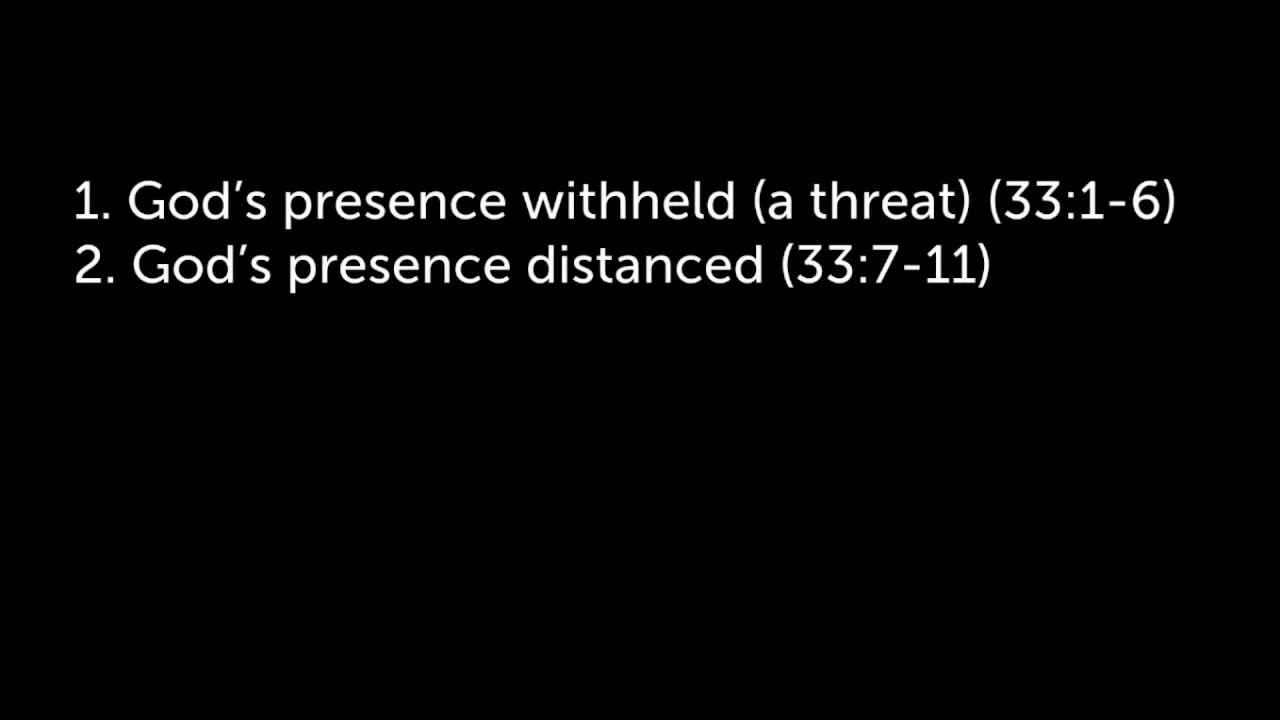 1. God’s presence withheld (a threat) (33:1-6)
2. God’s presence distanced (33:7-11)